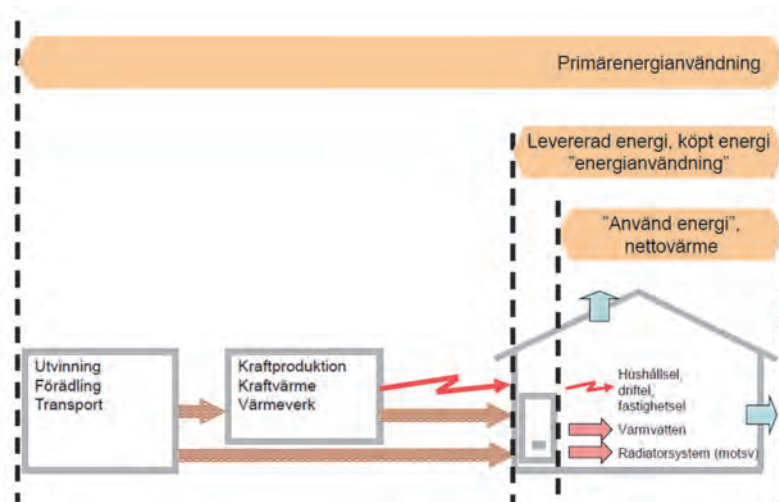 Primärenergianvändning
Levererad energi, köpt energi
"energianvändning"
"Använd energi",
nettovärme
Utvinning
Förädling
Transport
Kraftproduktion
Kraftvärme
Värmeverk
Hushållsel,
driftel,
fastighetsel
Varmvatten
Radiatorsystem (motsv)